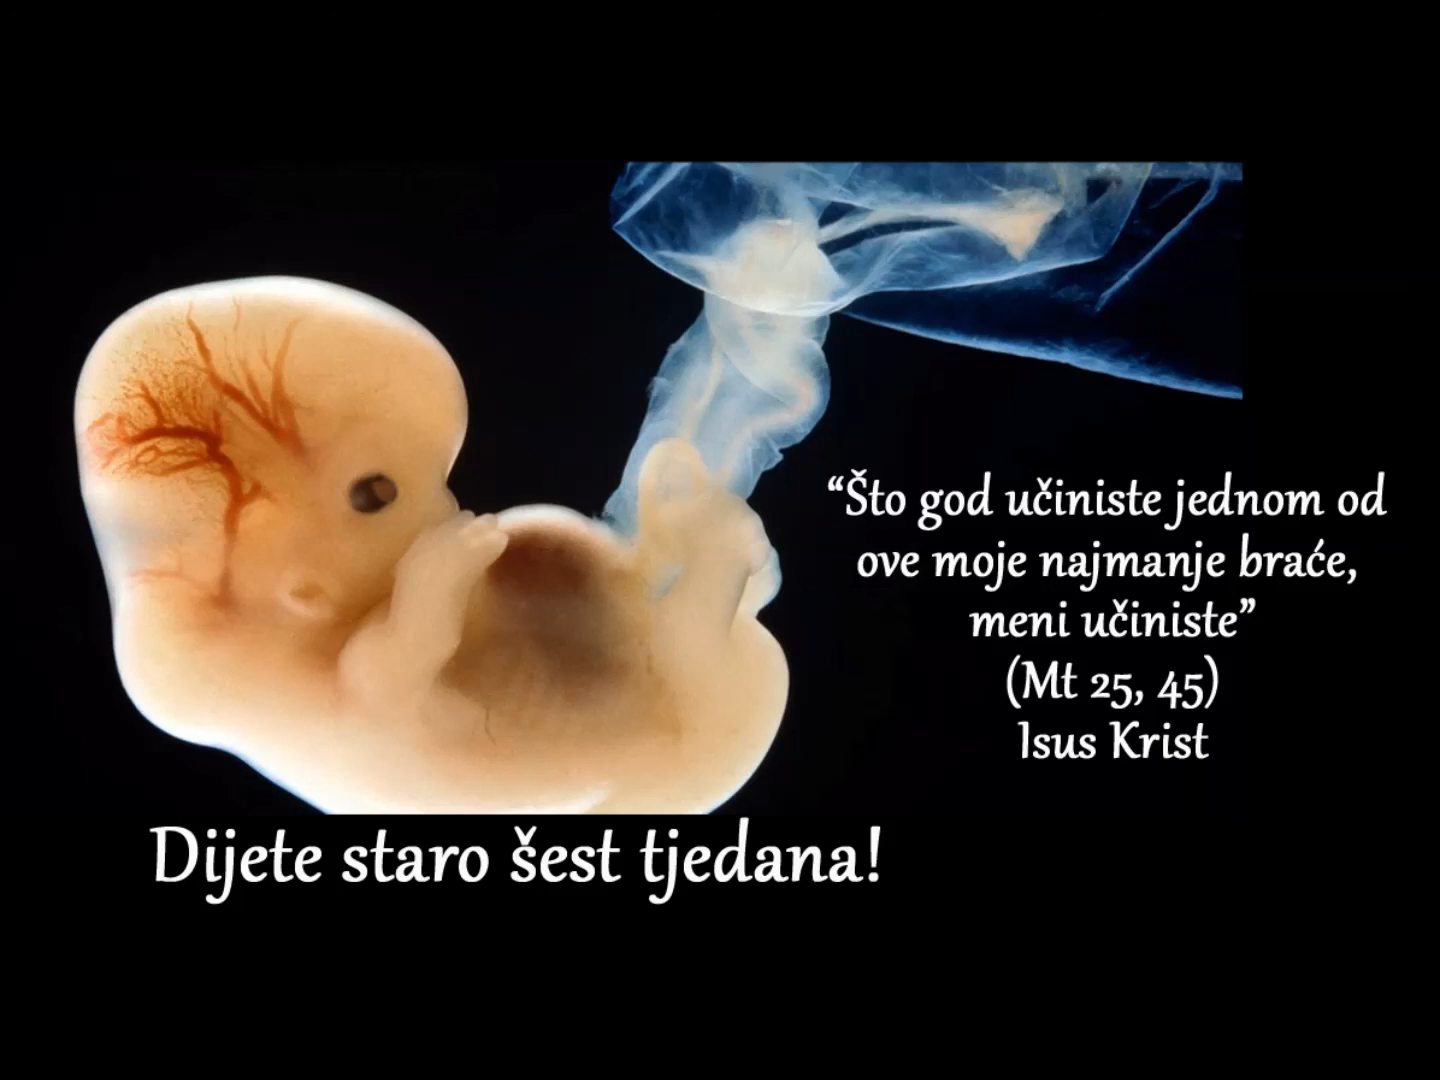 “Što god učiniste jednom od
ove moje najmanje braće,
meni učiniste”
(Mt 25, 45)
Isus Krist
Dijete staro šest tjedana!